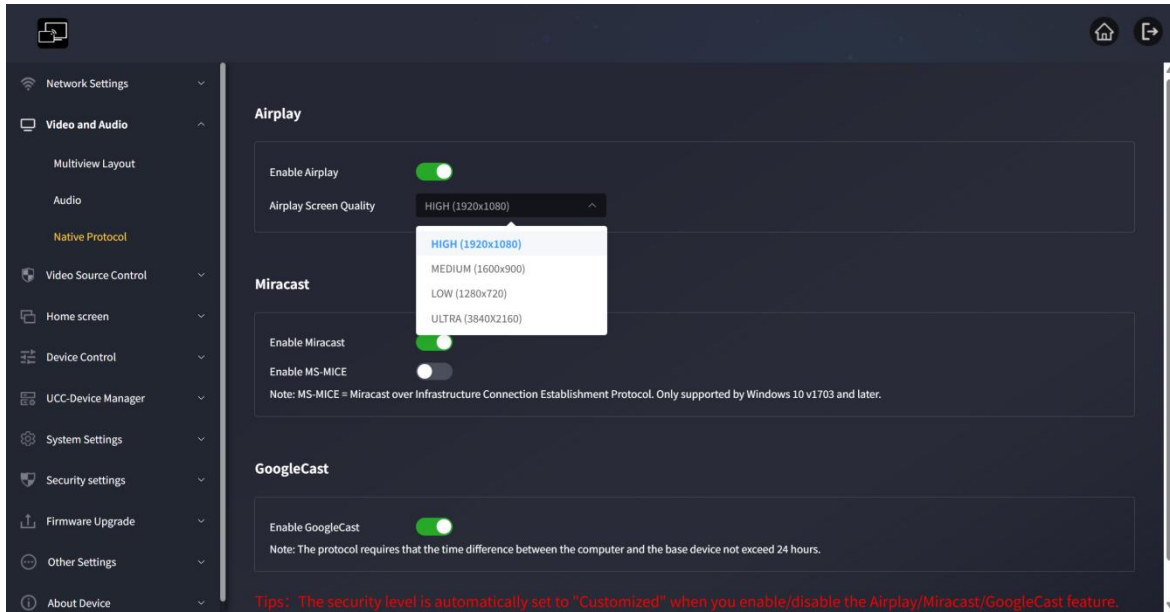 Network Settings
Video and Audio
Multiview Layout
Audio
Native Protocol
Video Source Control
Home screen
Device Control
UCC-Device Manager
System Settings
Security settings
Firmware Upgrade
Other Settings
About Device
Airplay
Enable Airplay
Airplay Screen Quality HIGH (1920x1080)
HIGH (1920x1080)
MEDIUM (1600x900)
LOW (1280x720)
ULTRA (3840X2160)
Miracast
Enable Miracast
Enable MS-MICE
Note: MS-MICE = Miracast over Infrastructure Connection Establishment Protocol. Only supported by Windows 10 v1703 and later.
GoogleCast
Enable GoogleCast
Note: The protocol requires that the time difference between the computer and the base device not exceed 24 hours.
Tips: The security level is automatically set to "Customized" when you enable/disable the Airplay/Miracast/GoogleCast feature.